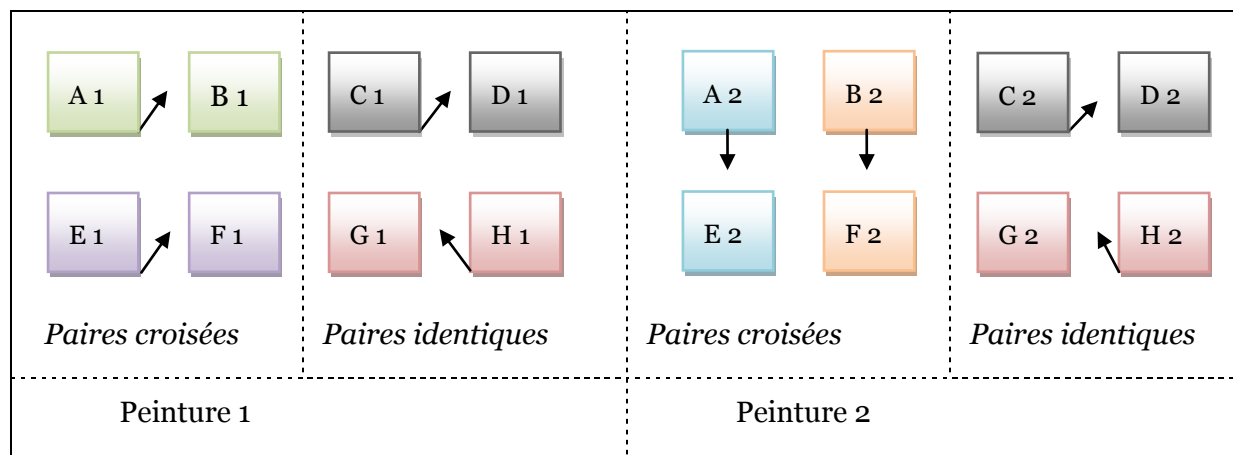 A 1 B 1 C 1 D 1 A 2 B 2 C 2 D 2
E 1 F 1 G 1 H 1 E 2 F 2 G 2 H 2
Paires croisées Paires identiques Paires croisées Paires identiques
Peinture 1 Peinture 2